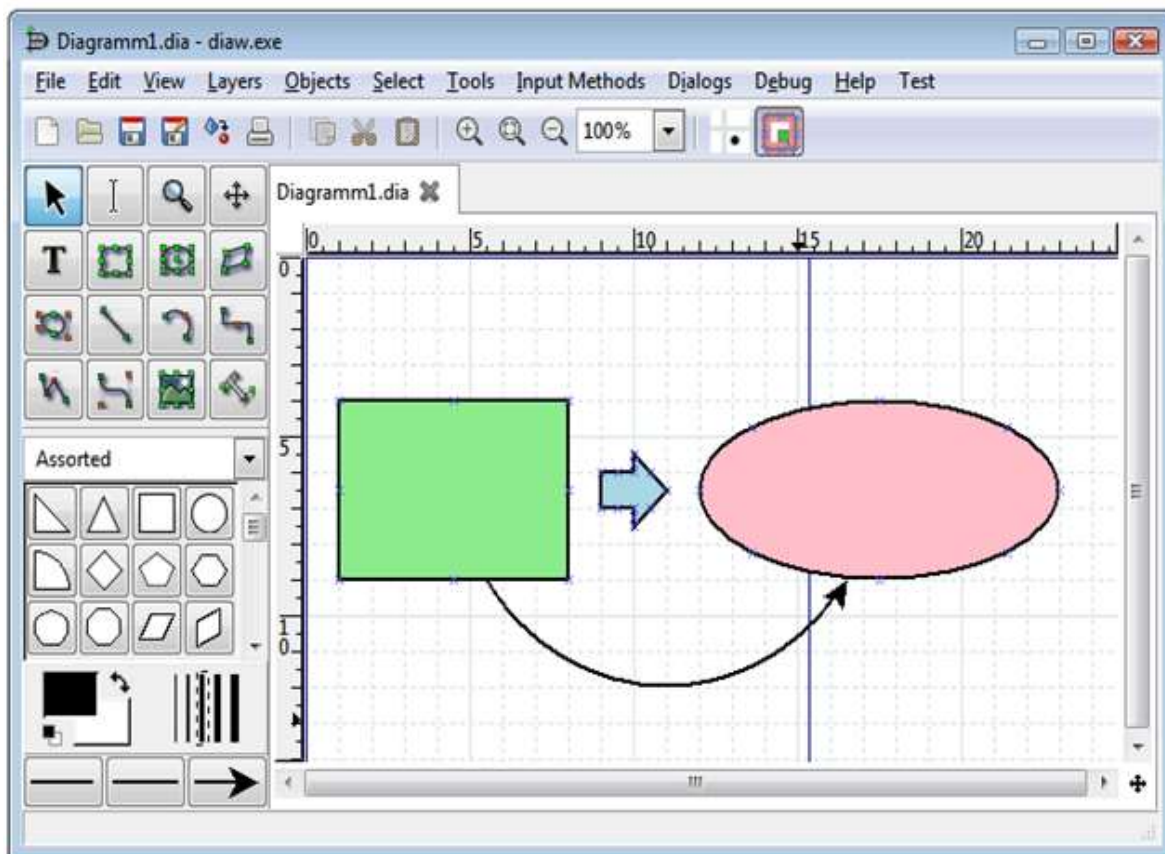 Diagramm1.dia - diaw.exe
File Edit View Layers Objects Select Tools Input Methods Dialogs Debug Help Test
100%
Diagramm1.dia
0 5 10 15 20
0
T
5
Assorted
10